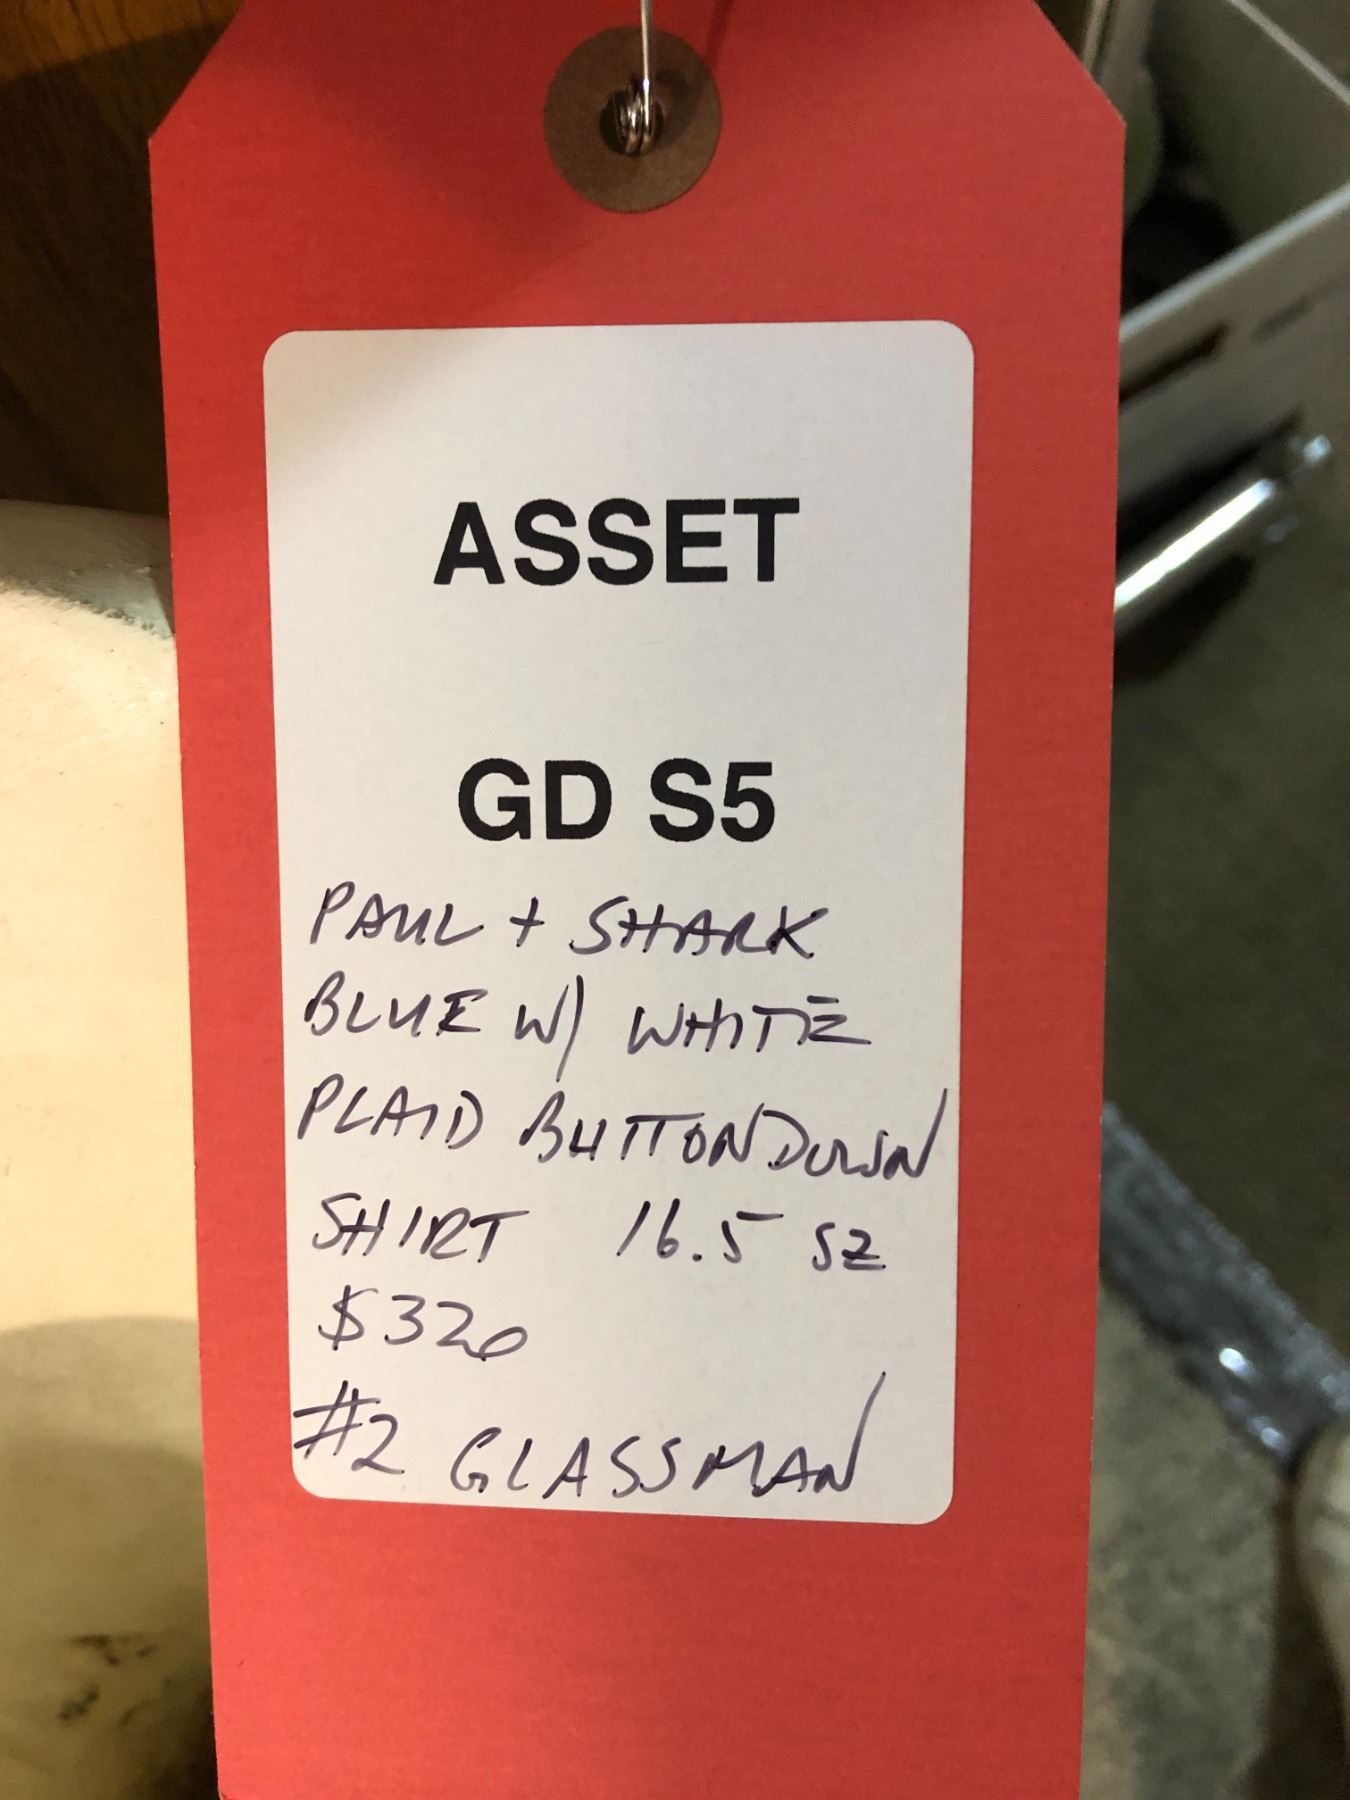 ASSET
GD S5
PAUL + SHARK
BLUE W/ WHITE
PLAID BUTTONDOWN
SHIRT 16.5 SZ
$320
#2 GLASSMAN